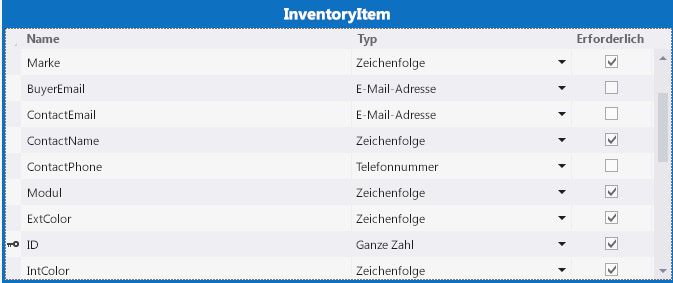 InventoryItem
Name Typ Erforderlich
Marke Zeichenfolge
BuyerEmail E-Mail-Adresse
ContactEmail E-Mail-Adresse
ContactName Zeichenfolge
ContactPhone Telefonnummer
Modul Zeichenfolge
ExtColor Zeichenfolge
ID Ganze Zahl
IntColor Zeichenfolge